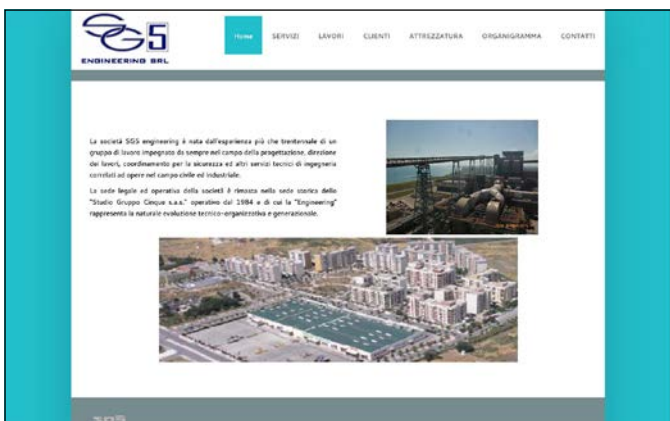 SG5
ENGINEERING SRL
Home
SERVIZI
LAVORI
CLIENTI
ATTREZZATURA
ORGANIGRAMMA
CONTATTI
La società SG5 engineering è nata dall'esperienza più che trentennale di un
gruppo di lavoro impegnato da sempre nel campo della progettazione, direzione
dei lavori, coordinamento per la sicurezza ed altri servizi tecnici di ingegneria
correlati ad opere nel campo civile ed industriale.
La sede legale ed operativa della società è rimasta nella sede storica dello
"Studio Gruppo Cinque s.a.s." operativo dal 1984 e di cui la "Engineering"
rappresenta la naturale evoluzione tecnico-organizzativa e generazionale.